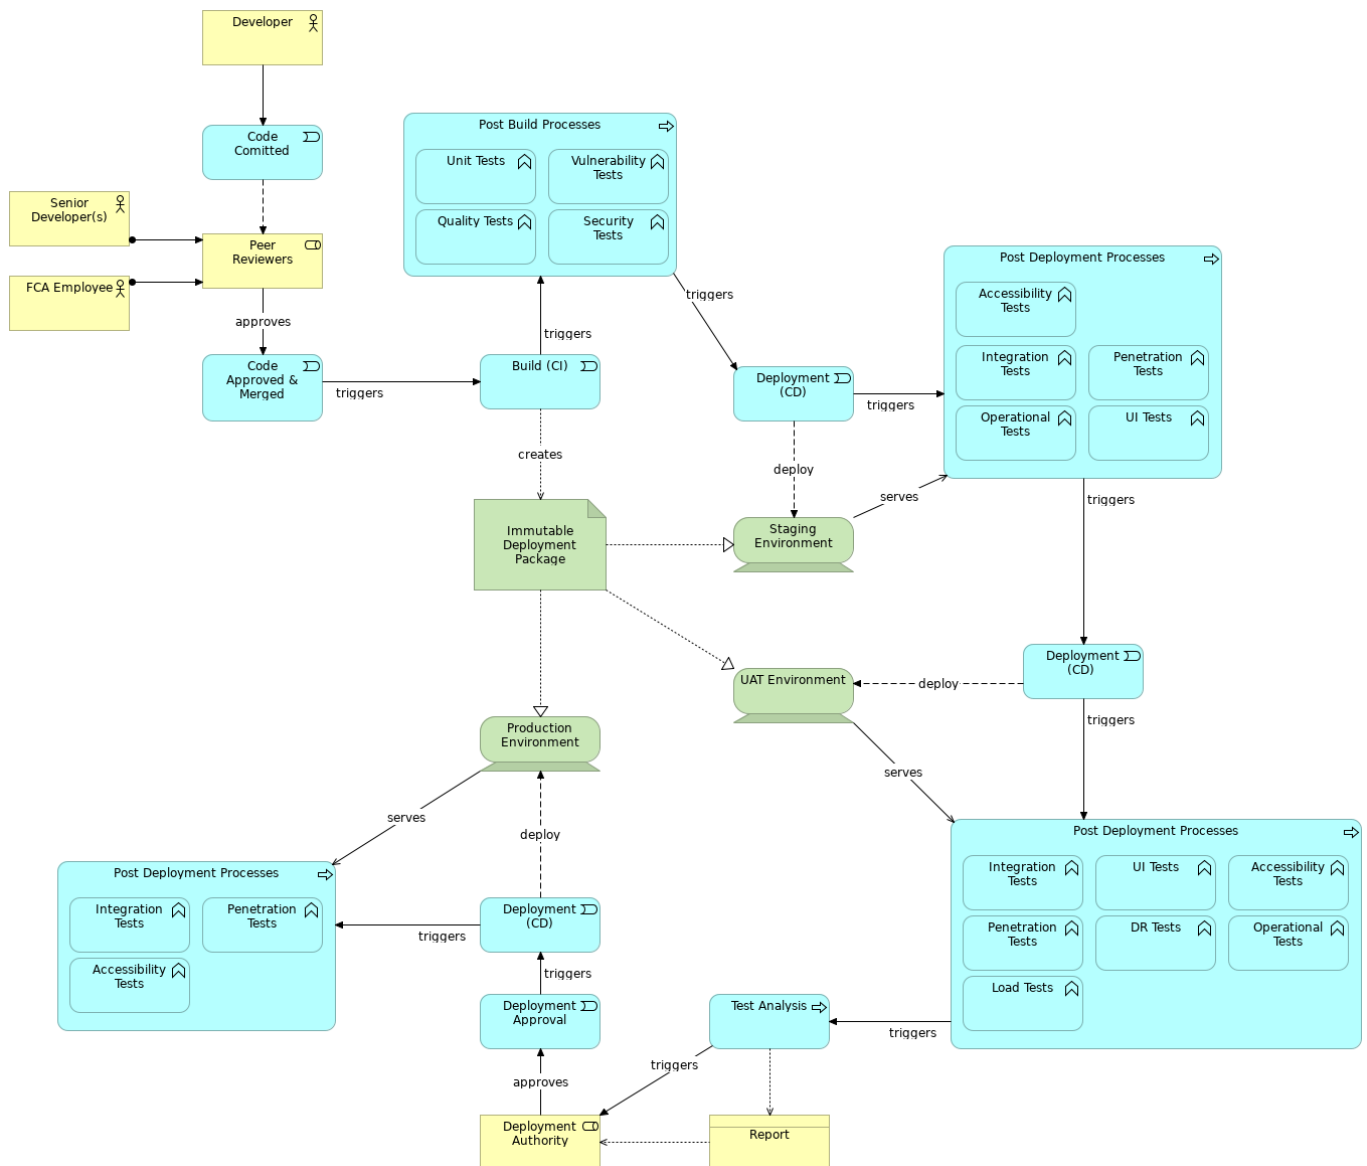 Developer
Code
Comitted
Senior
Developer(s)
Peer
Reviewers
FCA Employee
approves
Code
Approved &
Merged
triggers
Post Build Processes
Unit Tests
Vulnerability
Tests
Quality Tests
Security
Tests
triggers
Build (CI)
creates
triggers
Deployment
(CD)
triggers
deploy
Post Deployment Processes
Accessibility
Tests
Integration
Tests
Penetration
Tests
Operational
Tests
UI Tests
Immutable
Deployment
Package
Staging
Environment
serves
triggers
Deployment
(CD)
deploy
UAT Environment
triggers
serves
Production
Environment
serves
deploy
Post Deployment Processes
Integration
Tests
UI Tests
Accessibility
Tests
Penetration
Tests
DR Tests
Operational
Tests
Load Tests
Post Deployment Processes
Integration
Tests
Penetration
Tests
Accessibility
Tests
triggers
Deployment
(CD)
triggers
Deployment
Approval
approves
Deployment
Authority
triggers
Test Analysis
triggers
Report